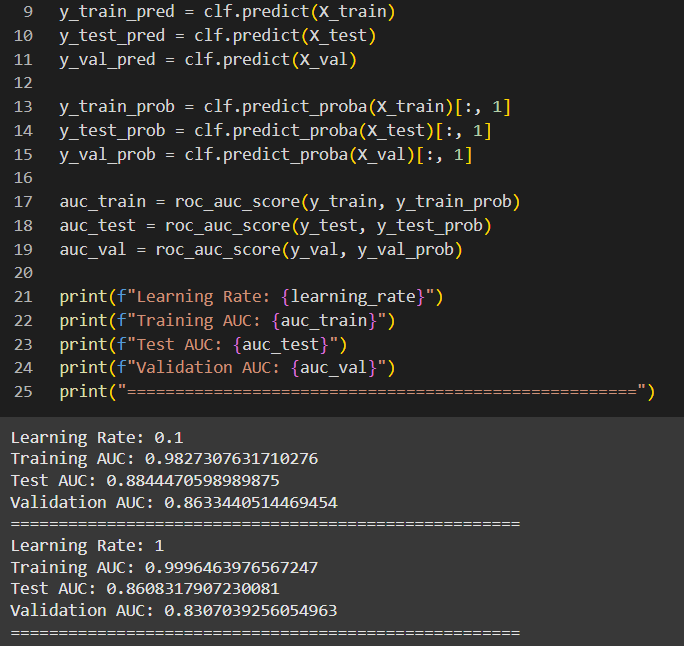 9 y_train_pred = clf.predict(X_train)
10 y_test_pred = clf.predict(X_test)
11 y_val_pred = clf.predict(X_val)
12
13 y_train_prob = clf.predict_proba(X_train)[:, 1]
14 y_test_prob = clf.predict_proba(X_test)[:, 1]
15 y_val_prob = clf.predict_proba(X_val)[:, 1]
16
17 auc_train = roc_auc_score(y_train, y_train_prob)
18 auc_test = roc_auc_score(y_test, y_test_prob)
19 auc_val = roc_auc_score(y_val, y_val_prob)
20
21 print(f"Learning Rate: {learning_rate}")
22 print(f"Training AUC: {auc_train}")
23 print(f"Test AUC: {auc_test}")
24 print(f"Validation AUC: {auc_val}")
25 print("=====================================================")
Learning Rate: 0.1
Training AUC: 0.9827307631710276
Test AUC: 0.8844470598989875
Validation AUC: 0.8633440514469454
=====================================================
Learning Rate: 1
Training AUC: 0.9996463976567247
Test AUC: 0.8608317907230081
Validation AUC: 0.8307039256054963
=====================================================